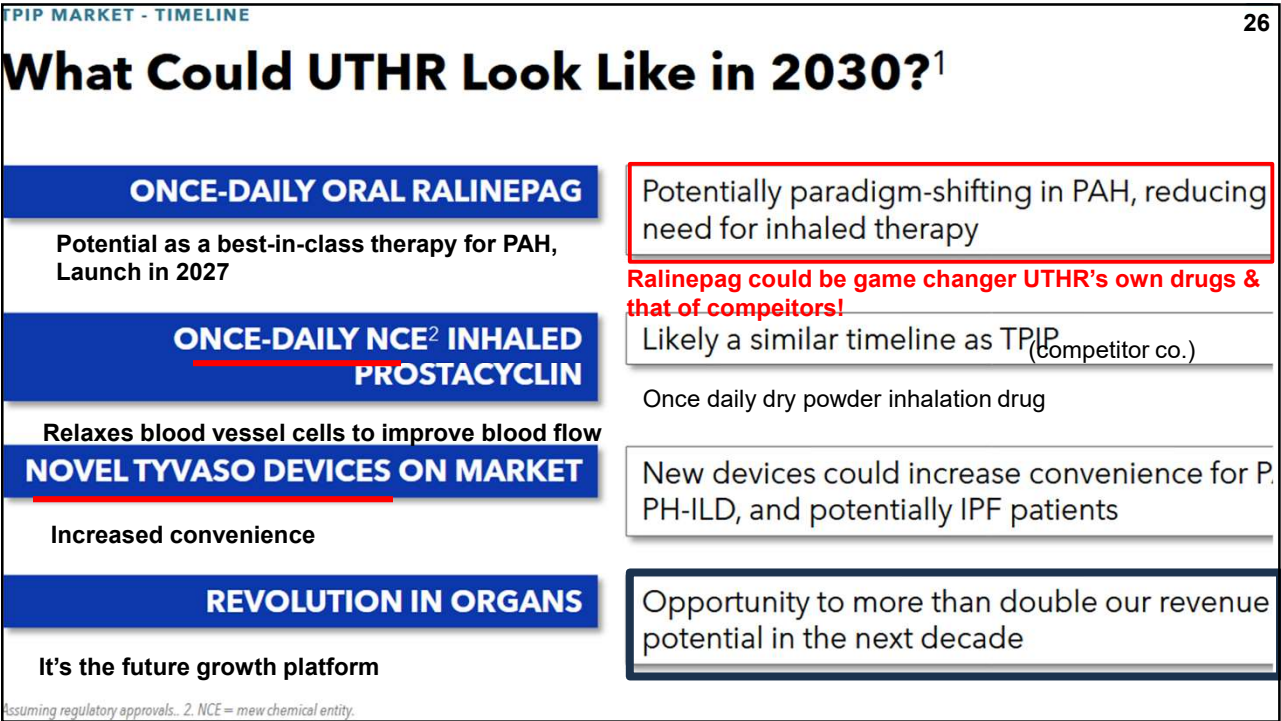 TPIP MARKET - TIMELINE
26
What Could UTHR Look Like in 2030?1
ONCE-DAILY ORAL RALINEPAG
Potentially paradigm-shifting in PAH, reducing
need for inhaled therapy
Potential as a best-in-class therapy for PAH,
Launch in 2027
Ralinepag could be game changer UTHR's own drugs &
that of compeitors!
ONCE-DAILY NCE2 INHALED
PROSTACYCLIN
Likely a similar timeline as TPIP
(competitor co.)
Once daily dry powder inhalation drug
Relaxes blood vessel cells to improve blood flow
NOVEL TYVASO DEVICES ON MARKET
New devices could increase convenience for
PH-ILD, and potentially IPF patients
Increased convenience
REVOLUTION IN ORGANS
Opportunity to more than double our revenue
potential in the next decade
It's the future growth platform
Assuming regulatory approvals.. 2. NCE = mew chemical entity.